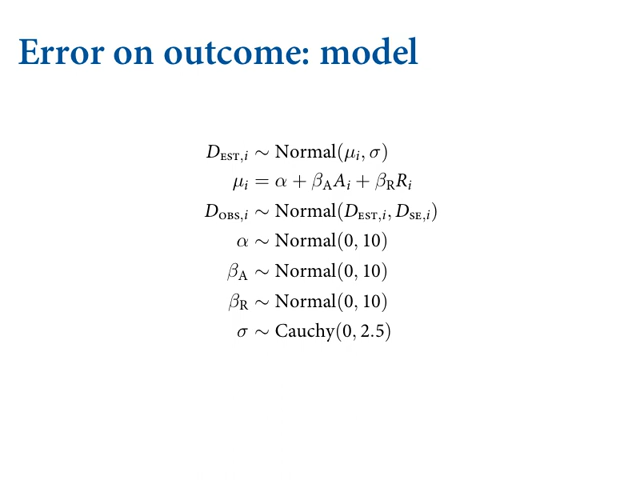 Error on outcome: model
D_EST,i ~ Normal(μ_i, σ)
μ_i = α + β_A A_i + β_R R_i
D_OBS,i ~ Normal(D_EST,i, D_SE,i)
α ~ Normal(0, 10)
β_A ~ Normal(0, 10)
β_R ~ Normal(0, 10)
σ ~ Cauchy(0, 2.5)